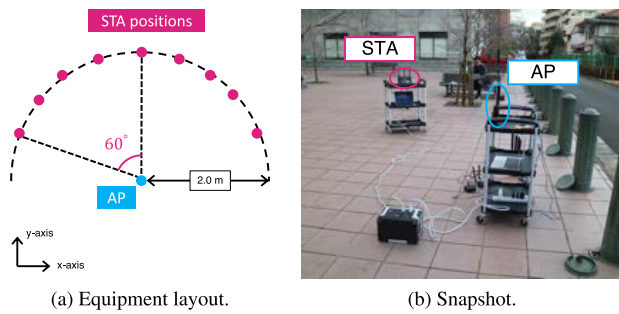 STA positions
60°
AP
2.0 m
y-axis
x-axis
(a) Equipment layout.
STA
AP
(b) Snapshot.